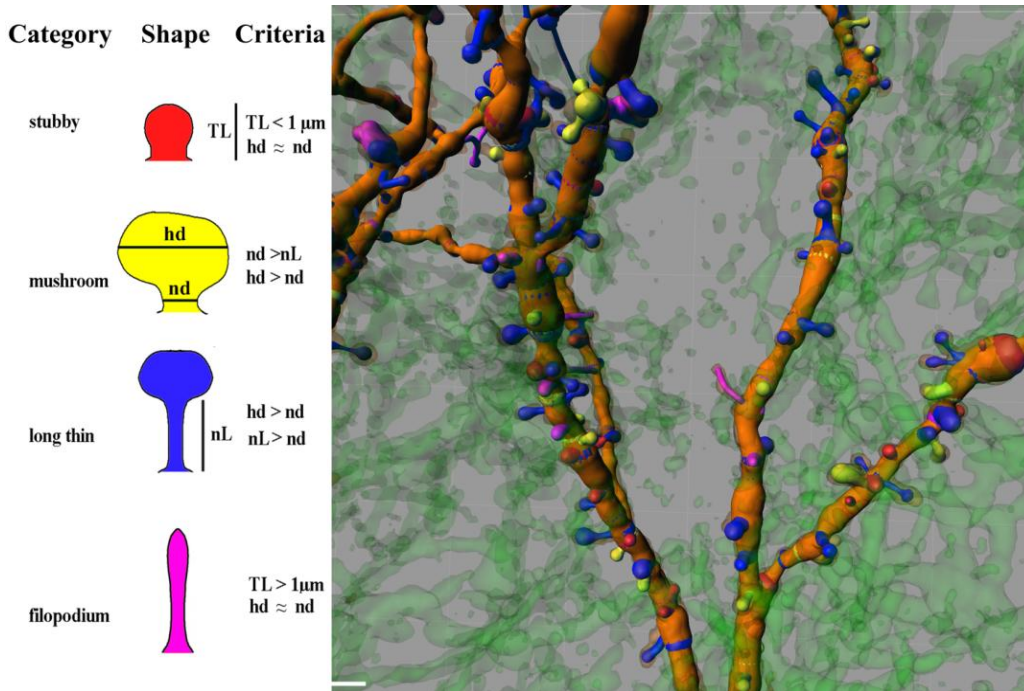 Category Shape Criteria
stubby
TL
TL < 1 μm
hd ≈ nd
mushroom
hd
nd
nd >nL
hd > nd
long thin
nL
hd > nd
nL > nd
filopodium
TL > 1μm
hd ≈ nd